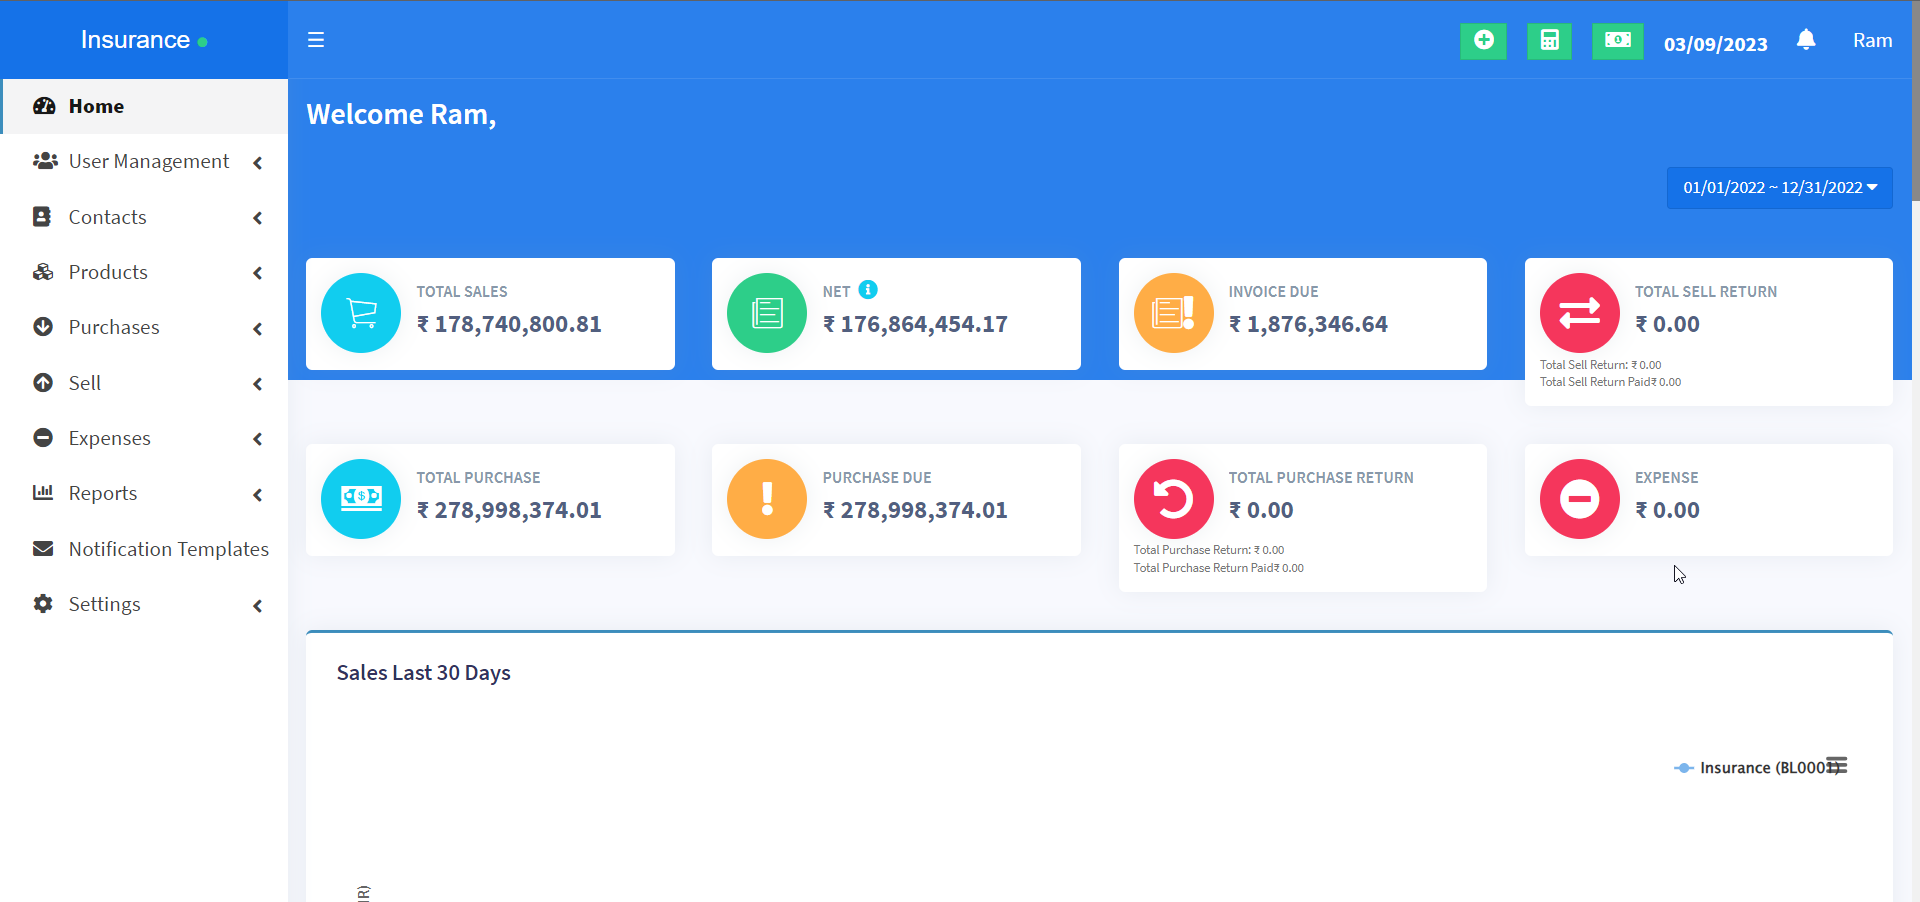 Insurance
03/09/2023
Ram
Home
User Management
Contacts
Products
Purchases
Sell
Expenses
Reports
Notification Templates
Settings
Welcome Ram,
01/01/2022 ~ 12/31/2022
TOTAL SALES
₹ 178,740,800.81
NET
₹ 176,864,454.17
INVOICE DUE
₹ 1,876,346.64
TOTAL SELL RETURN
₹ 0.00
Total Sell Return: ₹ 0.00
Total Sell Return Paid₹ 0.00
TOTAL PURCHASE
₹ 278,998,374.01
PURCHASE DUE
₹ 278,998,374.01
TOTAL PURCHASE RETURN
₹ 0.00
Total Purchase Return: ₹ 0.00
Total Purchase Return Paid₹ 0.00
EXPENSE
₹ 0.00
Sales Last 30 Days
Insurance (BL0001)